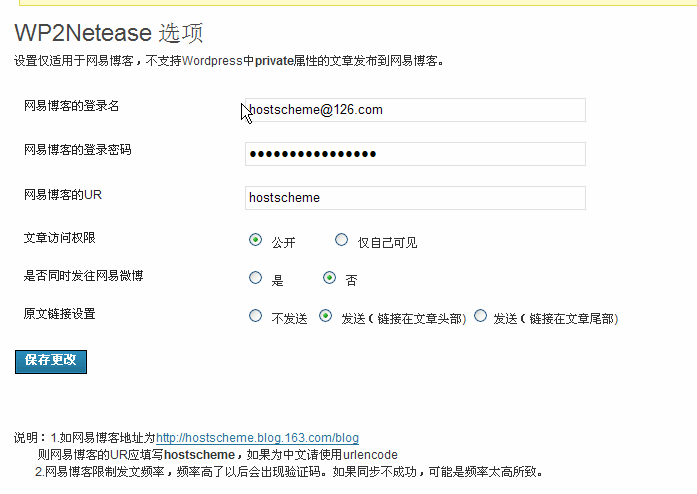 WP2Netease 选项
设置仅适用于网易博客，不支持Wordpress中private属性的文章发布到网易博客。
网易博客的登录名 hostscheme@126.com
网易博客的登录密码 ●●●●●●●●●●●●●●●●
网易博客的UR hostscheme
文章访问权限 公开 仅自己可见
是否同时发往网易微博 是 否
原文链接设置 不发送 发送（链接在文章头部) 发送（链接在文章尾部)
保存更改
说明：1.如网易博客地址为http://hostscheme.blog.163.com/blog
则网易博客的UR应填写hostscheme，如果为中文请使用urlencode
2.网易博客限制发文频率，频率高了以后会出现验证码。如果同步不成功，可能是频率太高所致。